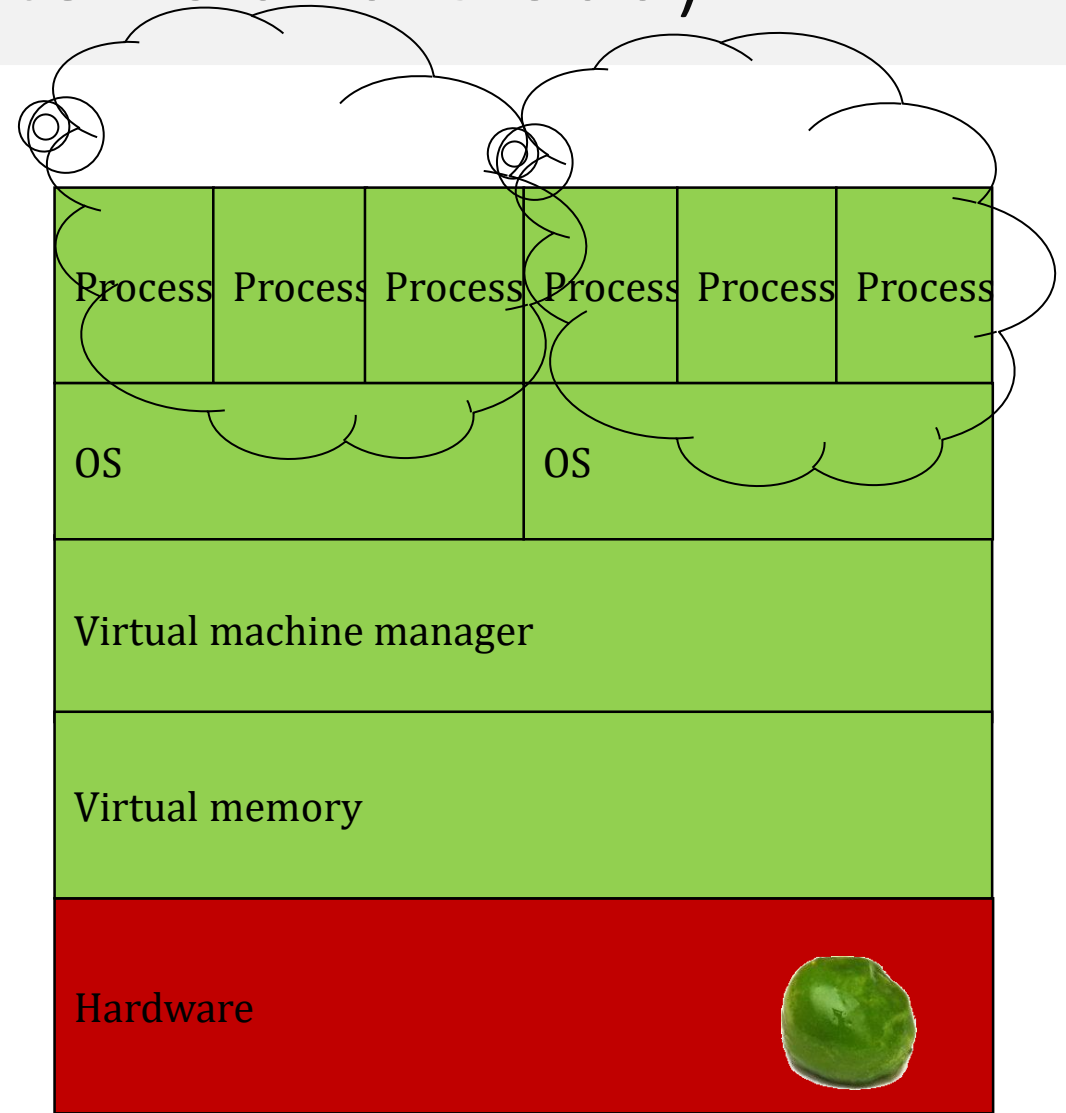 Process Process Process Process Process Process
OS OS
Virtual machine manager
Virtual memory
Hardware